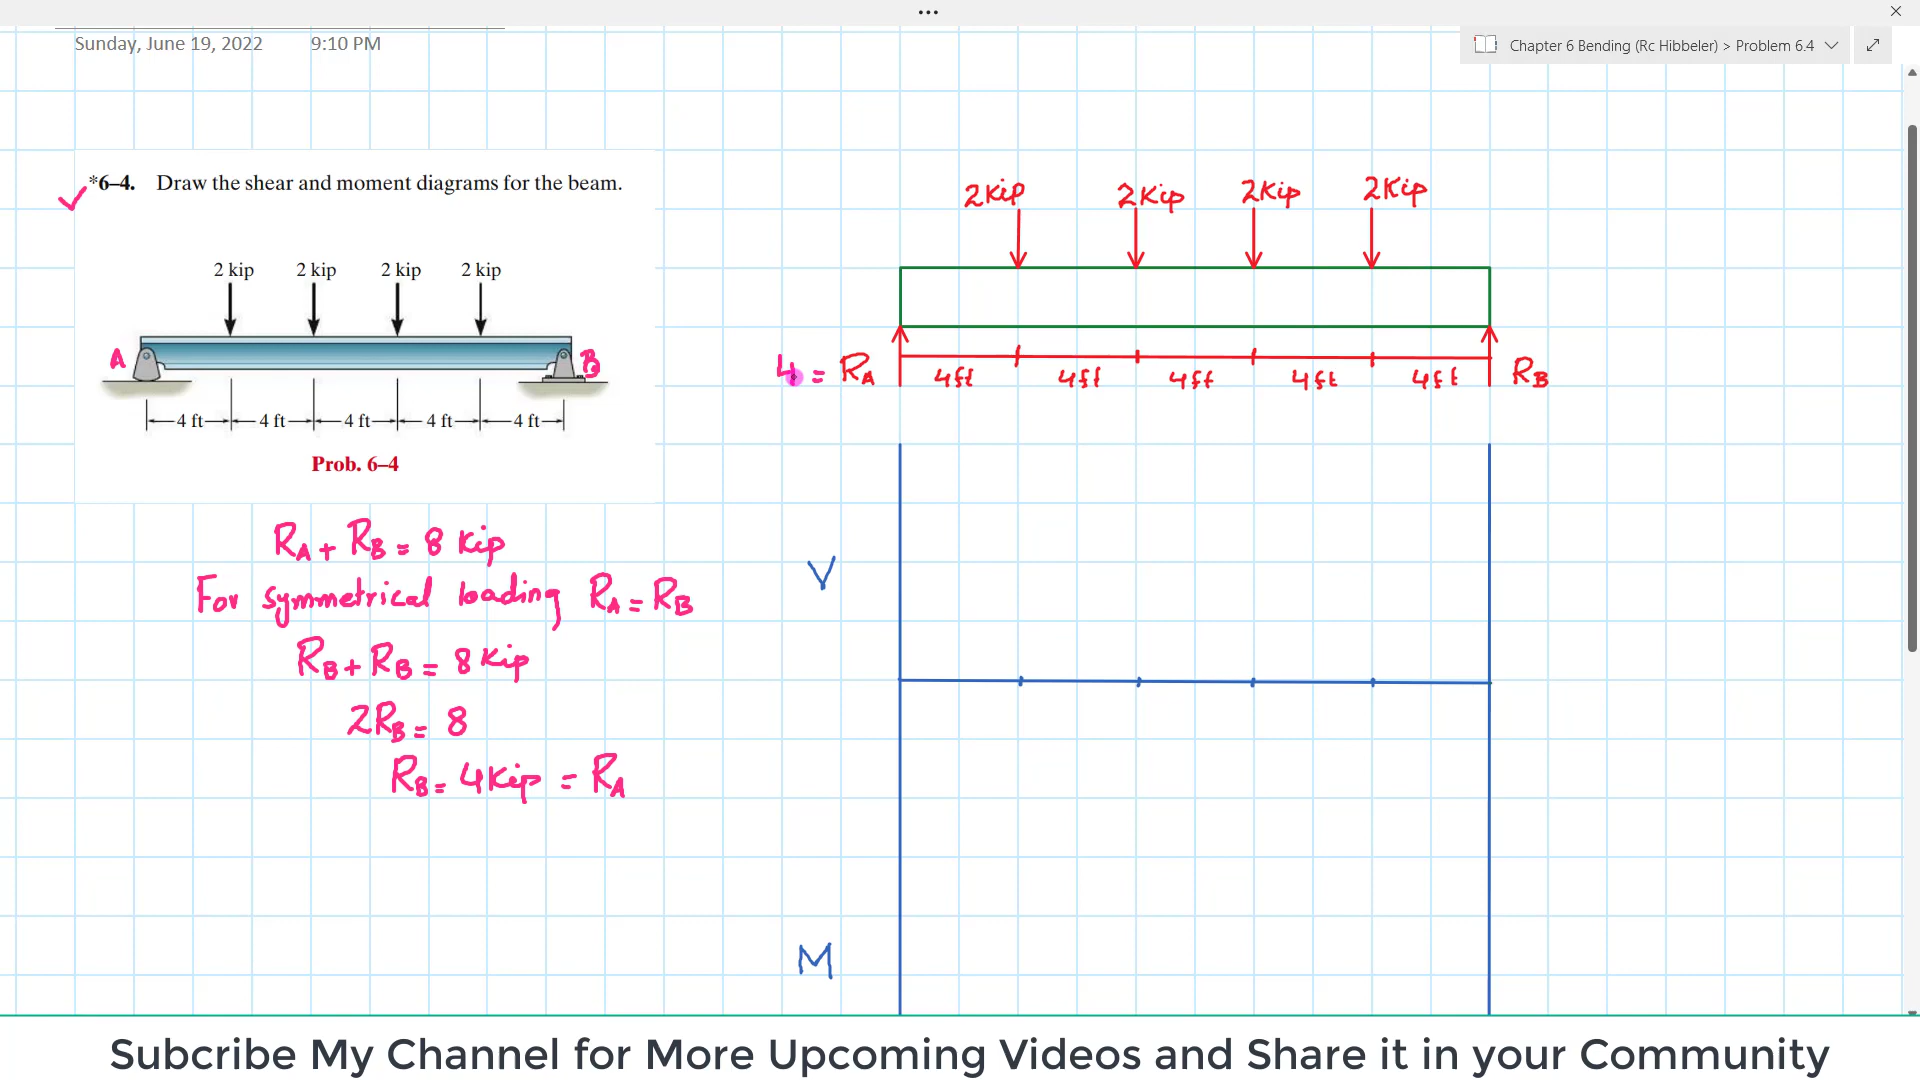 Sunday, June 19, 2022 9:10 PM
Chapter 6 Bending (Rc Hibbeler) > Problem 6.4
*6–4. Draw the shear and moment diagrams for the beam.
2 kip 2 kip 2 kip 2 kip
A B
4 ft 4 ft 4 ft 4 ft 4 ft
Prob. 6–4
RA + RB = 8 Kip
For symmetrical loading RA = RB
RB + RB = 8 Kip
2RB = 8
RB = 4 Kip = RA
2Kip 2Kip 2Kip 2Kip
4 = RA 4ft 4ft 4ft 4ft 4ft RB
V
M
Subcribe My Channel for More Upcoming Videos and Share it in your Community